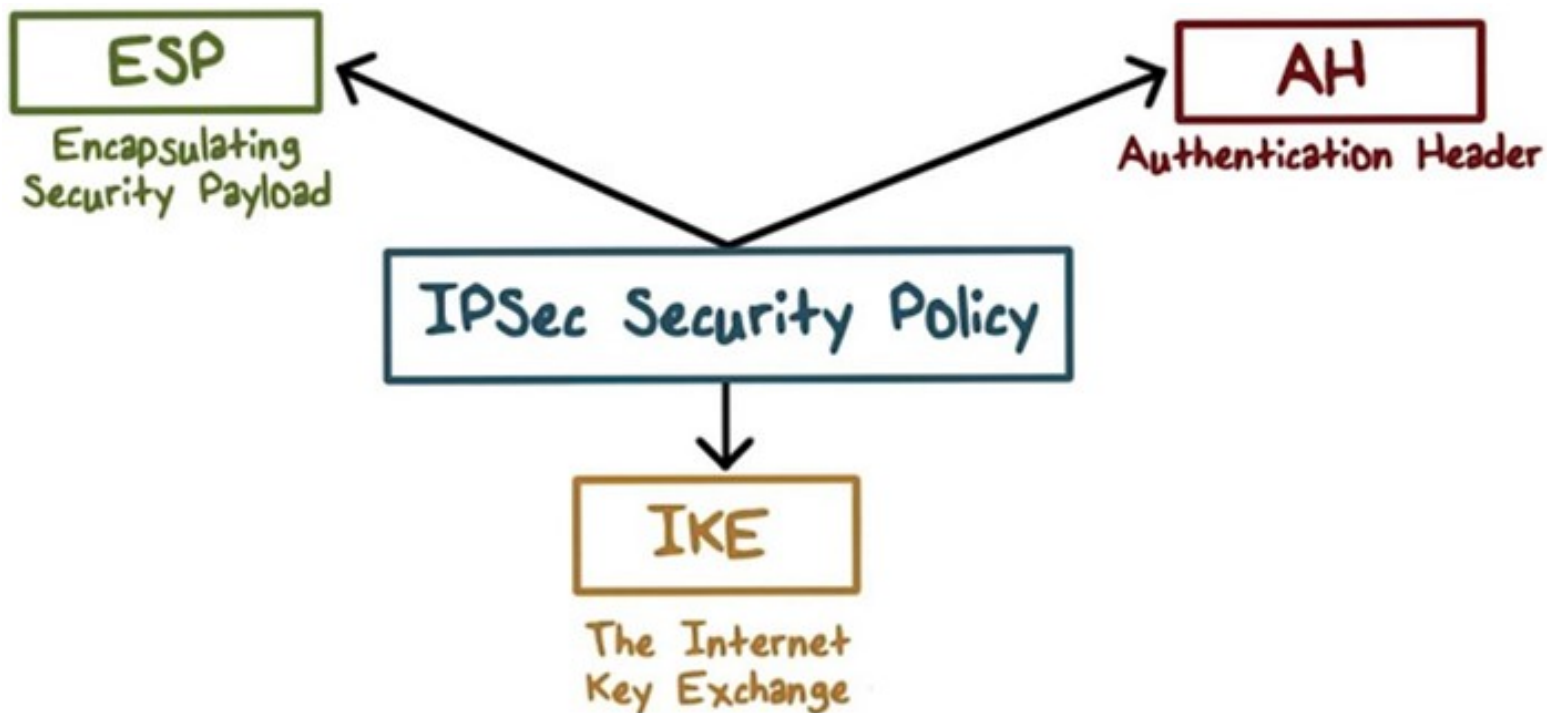 ESP
Encapsulating
Security Payload
AH
Authentication Header
IPSec Security Policy
IKE
The Internet
Key Exchange